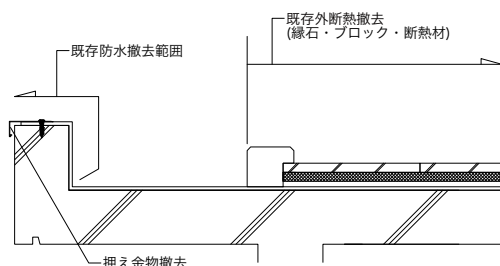 既存外断熱撤去
(縁石・ブロック・断熱材)
既存防水撤去範囲
押え金物撤去